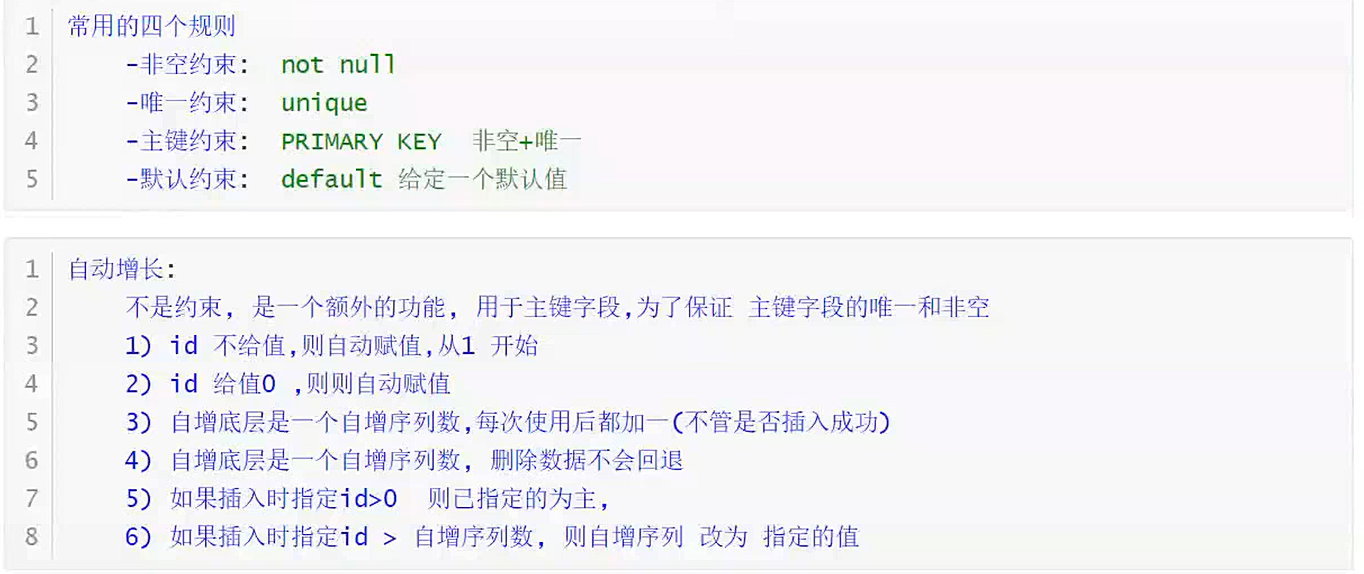 1 常用的四个规则
2 -非空约束: not null
3 -唯一约束: unique
4 -主键约束: PRIMARY KEY 非空+唯一
5 -默认约束: default 给定一个默认值
1 自动增长:
2 不是约束, 是一个额外的功能, 用于主键字段,为了保证 主键字段的唯一和非空
3 1) id 不给值,则自动赋值,从1 开始
4 2) id 给值0 ,则则自动赋值
5 3) 自增底层是一个自增序列数,每次使用后都加一(不管是否插入成功)
6 4) 自增底层是一个自增序列数, 删除数据不会回退
7 5) 如果插入时指定id>0 则已指定的为主,
8 6) 如果插入时指定id > 自增序列数, 则自增序列 改为 指定的值